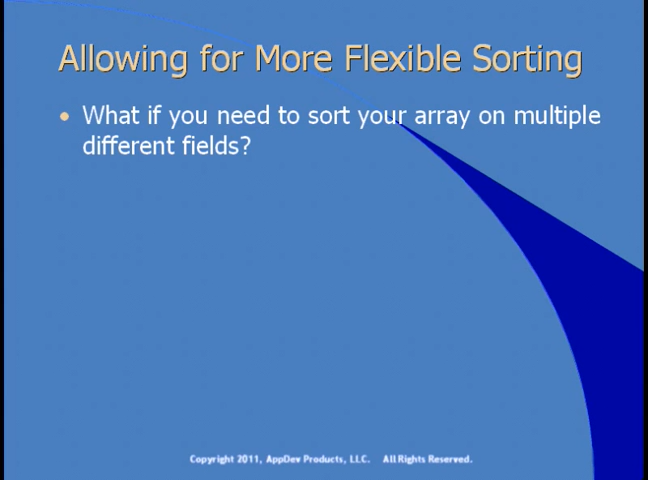 Allowing for More Flexible Sorting
• What if you need to sort your array on multiple
different fields?
Copyright 2011, AppDev Products, LLC. All Rights Reserved.